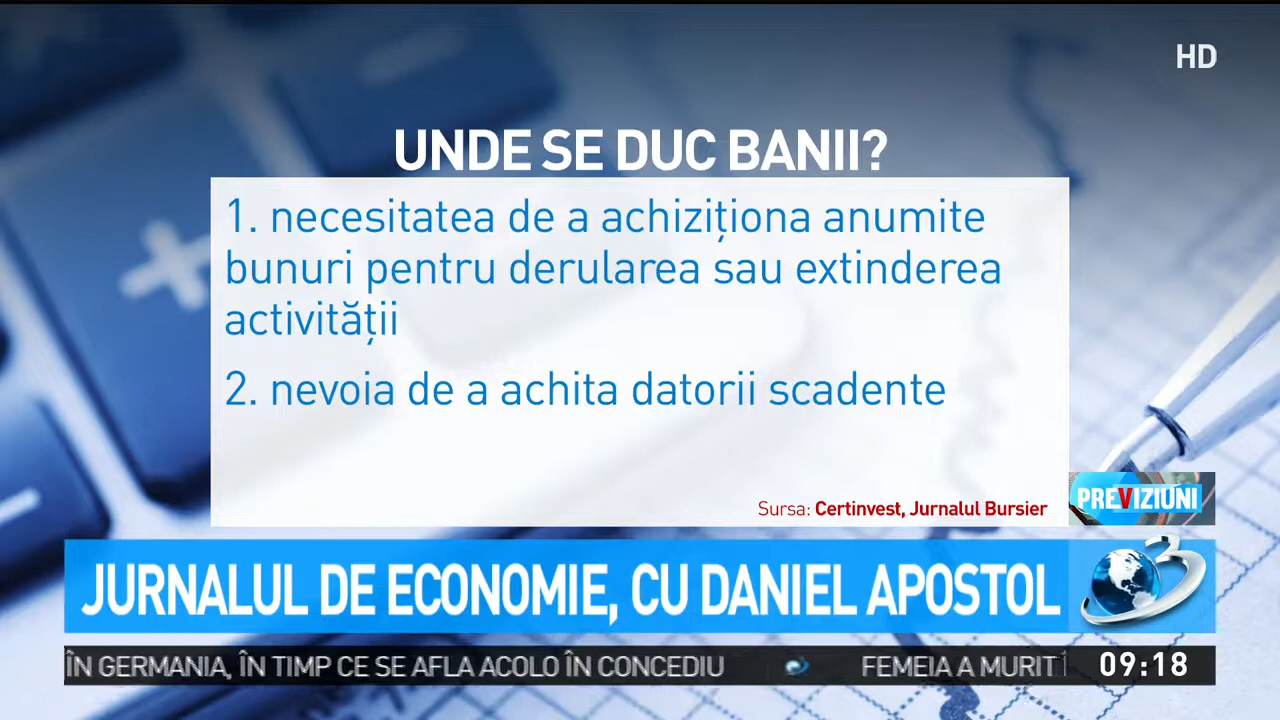 HD
UNDE SE DUC BANII?
1. necesitatea de a achiziționa anumite
bunuri pentru derularea sau extinderea
activității
2. nevoia de a achita datorii scadente
Sursa: Certinvest, Jurnalul Bursier
PREVIZIUNI
JURNALUL DE ECONOMIE, CU DANIEL APOSTOL
3
ÎN GERMANIA, ÎN TIMP CE SE AFLA ACOLO ÎN CONCEDIU FEMEIA A MURIT 09:18